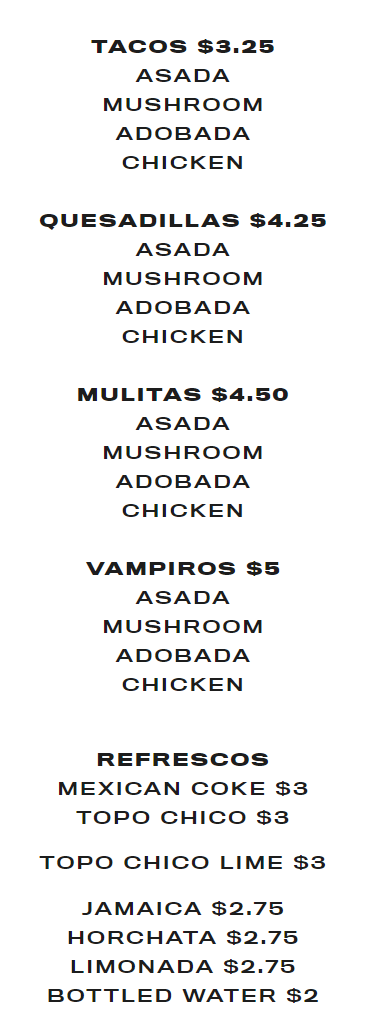 TACOS $3.25
ASADA
MUSHROOM
ADOBADA
CHICKEN
QUESADILLAS $4.25
ASADA
MUSHROOM
ADOBADA
CHICKEN
MULITAS $4.50
ASADA
MUSHROOM
ADOBADA
CHICKEN
VAMPIROS $5
ASADA
MUSHROOM
ADOBADA
CHICKEN
REFRESCOS
MEXICAN COKE $3
TOPO CHICO $3
TOPO CHICO LIME $3
JAMAICA $2.75
HORCHATA $2.75
LIMONADA $2.75
BOTTLED WATER $2